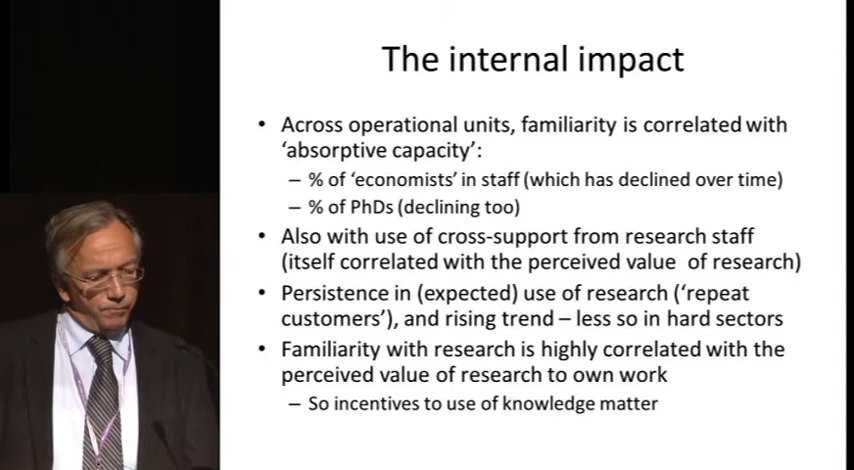 The internal impact
• Across operational units, familiarity is correlated with
'absorptive capacity':
– % of 'economists' in staff (which has declined over time)
– % of PhDs (declining too)
• Also with use of cross-support from research staff
(itself correlated with the perceived value of research)
• Persistence in (expected) use of research ('repeat
customers'), and rising trend – less so in hard sectors
• Familiarity with research is highly correlated with the
perceived value of research to own work
– So incentives to use of knowledge matter